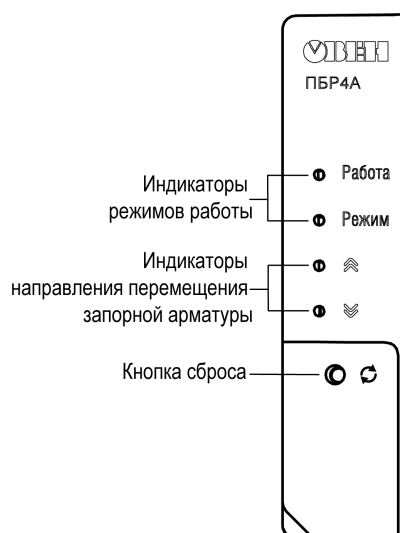 ОВЕН
ПБР4А
Индикаторы
режимов работы
Работа
Режим
Индикаторы
направления перемещения
запорной арматуры
Кнопка сброса